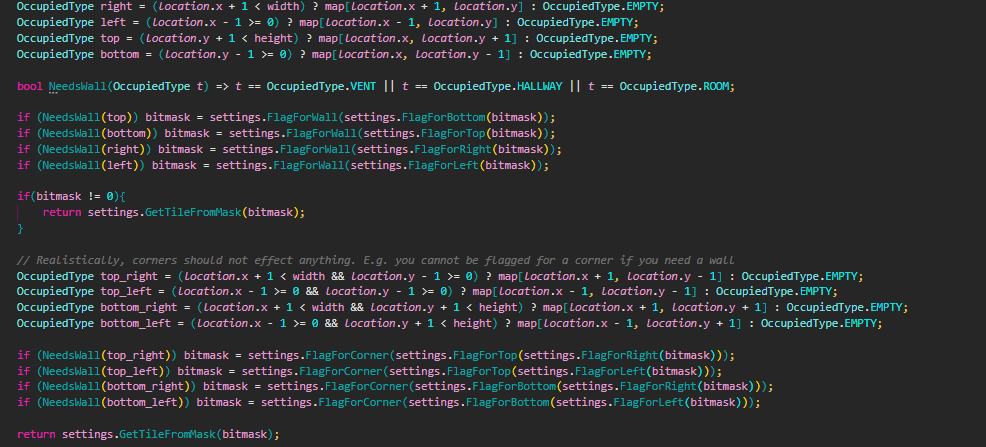 OccupiedType right = (location.x + 1 < width) ? map[location.x + 1, location.y] : OccupiedType.EMPTY;
OccupiedType left = (location.x - 1 >= 0) ? map[location.x - 1, location.y] : OccupiedType.EMPTY;
OccupiedType top = (location.y + 1 < height) ? map[location.x, location.y + 1] : OccupiedType.EMPTY;
OccupiedType bottom = (location.y - 1 >= 0) ? map[location.x, location.y - 1] : OccupiedType.EMPTY;
bool NeedsWall(OccupiedType t) => t == OccupiedType.VENT || t == OccupiedType.HALLWAY || t == OccupiedType.ROOM;
if (NeedsWall(top)) bitmask = settings.FlagForWall(settings.FlagForBottom(bitmask));
if (NeedsWall(bottom)) bitmask = settings.FlagForWall(settings.FlagForTop(bitmask));
if (NeedsWall(right)) bitmask = settings.FlagForWall(settings.FlagForRight(bitmask));
if (NeedsWall(left)) bitmask = settings.FlagForWall(settings.FlagForLeft(bitmask));
if(bitmask != 0){
    return settings.GetTileFromMask(bitmask);
}
// Realistically, corners should not effect anything. E.g. you cannot be flagged for a corner if you need a wall
OccupiedType top_right = (location.x + 1 < width && location.y - 1 >= 0) ? map[location.x + 1, location.y - 1] : OccupiedType.EMPTY;
OccupiedType top_left = (location.x - 1 >= 0 && location.y - 1 >= 0) ? map[location.x - 1, location.y - 1] : OccupiedType.EMPTY;
OccupiedType bottom_right = (location.x + 1 < width && location.y + 1 < height) ? map[location.x + 1, location.y + 1] : OccupiedType.EMPTY;
OccupiedType bottom_left = (location.x - 1 >= 0 && location.y + 1 < height) ? map[location.x - 1, location.y + 1] : OccupiedType.EMPTY;
if (NeedsWall(top_right)) bitmask = settings.FlagForCorner(settings.FlagForTop(settings.FlagForRight(bitmask)));
if (NeedsWall(top_left)) bitmask = settings.FlagForCorner(settings.FlagForTop(settings.FlagForLeft(bitmask)));
if (NeedsWall(bottom_right)) bitmask = settings.FlagForCorner(settings.FlagForBottom(settings.FlagForRight(bitmask)));
if (NeedsWall(bottom_left)) bitmask = settings.FlagForCorner(settings.FlagForBottom(settings.FlagForLeft(bitmask)));
return settings.GetTileFromMask(bitmask);